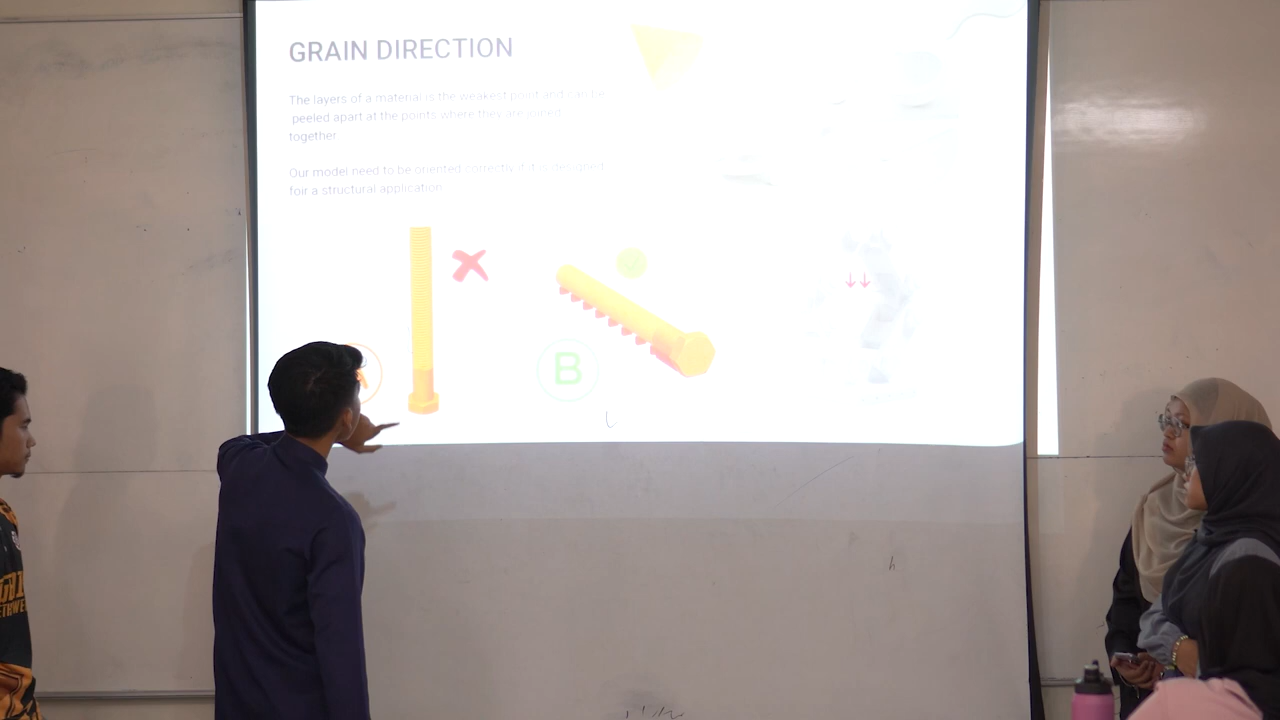 GRAIN DIRECTION
The layers of a material is the weakest point and can be
peeled apart at the points where they are joined
together
Our model need to be oriented correctly if it is designed
foir a structural application
A
B